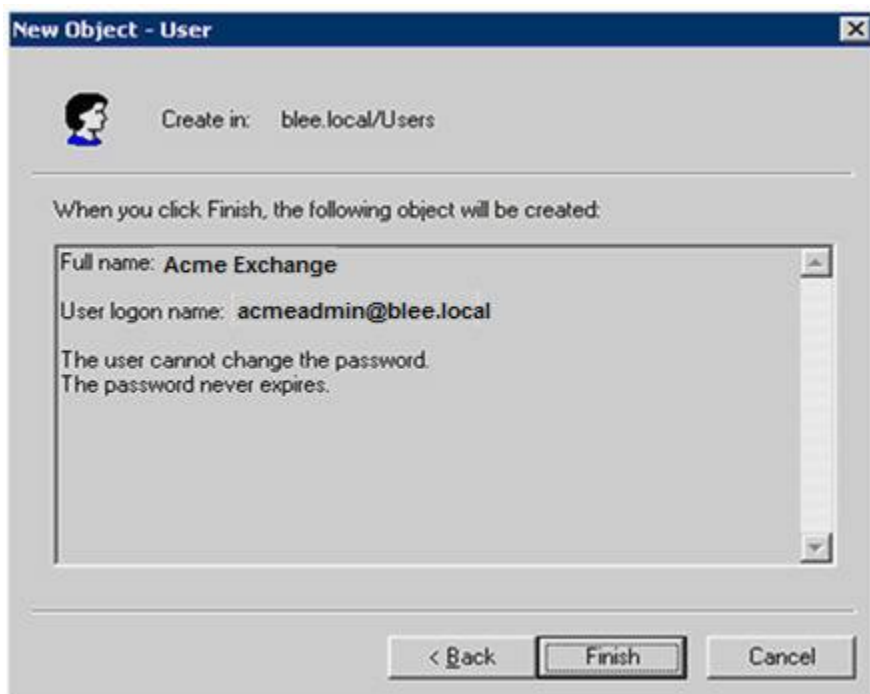 New Object - User
Create in: blee.local/Users
When you click Finish, the following object will be created:
Full name: Acme Exchange
User logon name: acmeadmin@blee.local
The user cannot change the password.
The password never expires.
< Back Finish Cancel